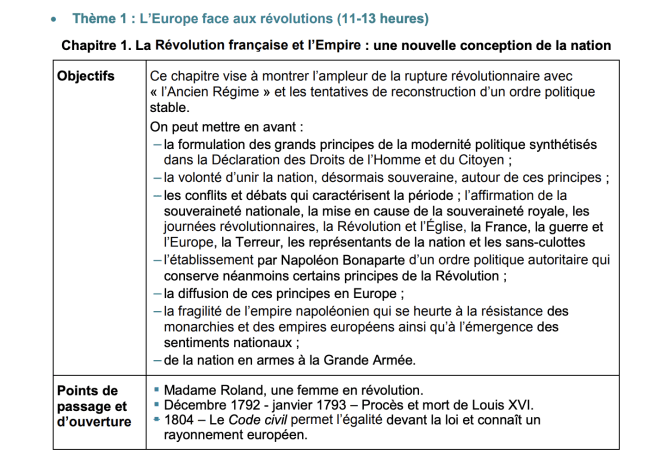 • Thème 1 : L’Europe face aux révolutions (11-13 heures)
Chapitre 1. La Révolution française et l’Empire : une nouvelle conception de la nation
Objectifs
Ce chapitre vise à montrer l’ampleur de la rupture révolutionnaire avec
« l’Ancien Régime » et les tentatives de reconstruction d’un ordre politique
stable.
On peut mettre en avant :
– la formulation des grands principes de la modernité politique synthétisés
dans la Déclaration des Droits de l’Homme et du Citoyen ;
– la volonté d’unir la nation, désormais souveraine, autour de ces principes ;
– les conflits et débats qui caractérisent la période ; l’affirmation de la
souveraineté nationale, la mise en cause de la souveraineté royale, les
journées révolutionnaires, la Révolution et l’Église, la France, la guerre et
l’Europe, la Terreur, les représentants de la nation et les sans-culottes
– l’établissement par Napoléon Bonaparte d’un ordre politique autoritaire qui
conserve néanmoins certains principes de la Révolution ;
– la diffusion de ces principes en Europe ;
– la fragilité de l’empire napoléonien qui se heurte à la résistance des
monarchies et des empires européens ainsi qu’à l’émergence des
sentiments nationaux ;
– de la nation en armes à la Grande Armée.
Points de
passage et
d’ouverture
▪ Madame Roland, une femme en révolution.
▪ Décembre 1792 - janvier 1793 – Procès et mort de Louis XVI.
▪ 1804 – Le Code civil permet l’égalité devant la loi et connaît un
rayonnement européen.